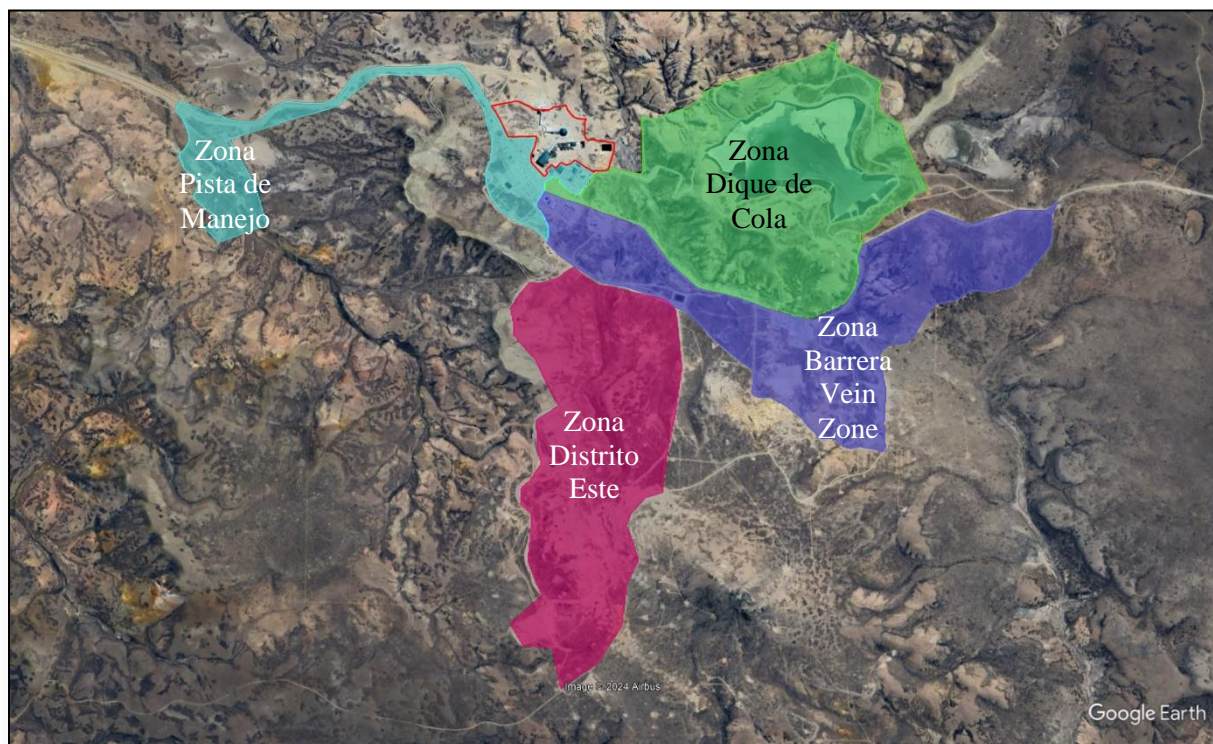 Zona
Pista de
Manejo
Zona
Dique de
Cola
Zona
Barrera
Vein
Zone
Zona
Distrito
Este
Image © 2024 Airbus
Google Earth